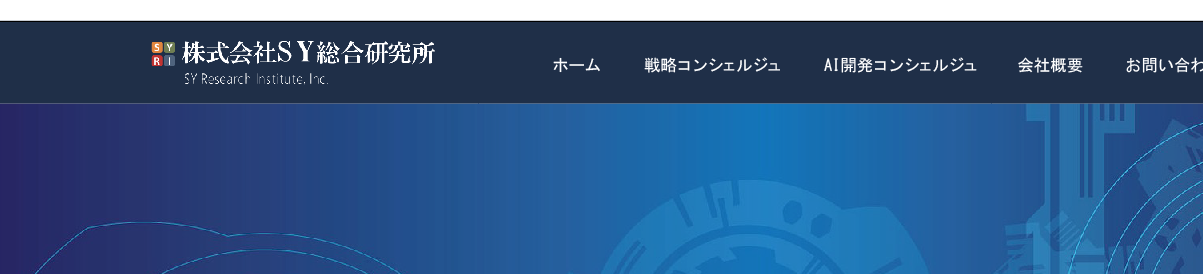 SY
RI
株式会社SY総合研究所
SY Research Institute, Inc.
ホーム 戦略コンシェルジュ AI開発コンシェルジュ 会社概要 お問い合わ